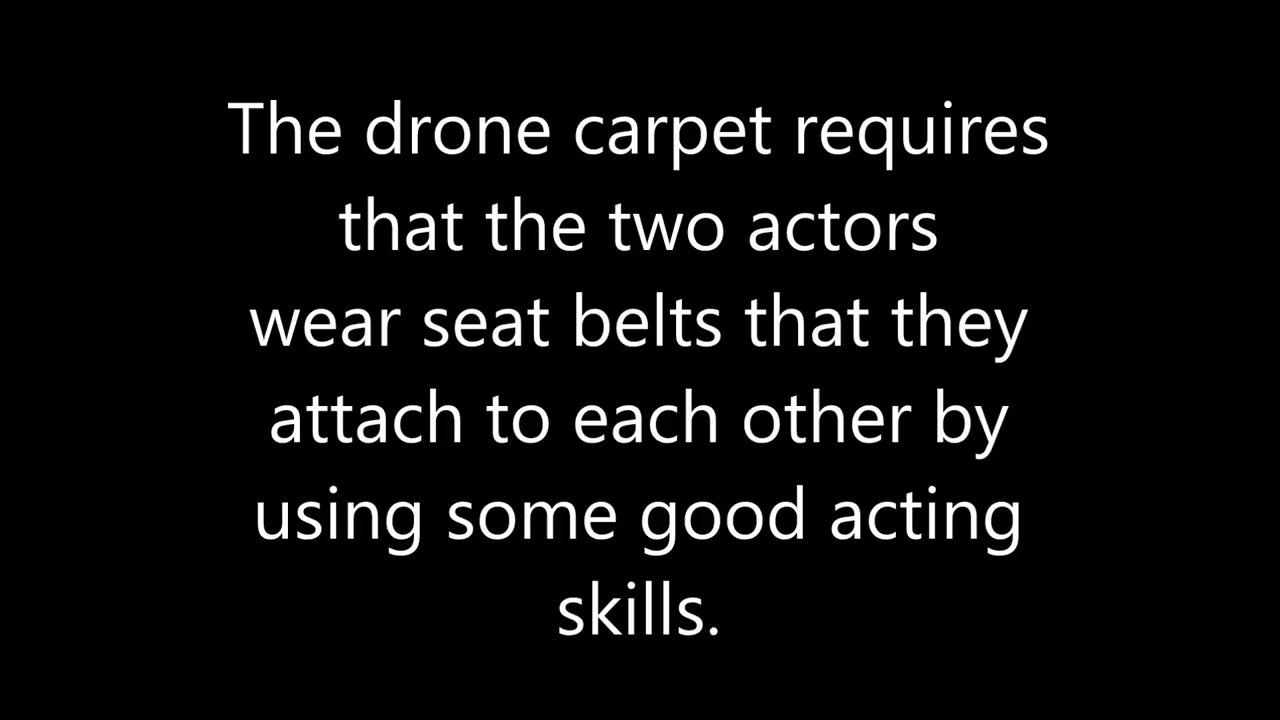 The drone carpet requires
that the two actors
wear seat belts that they
attach to each other by
using some good acting
skills.